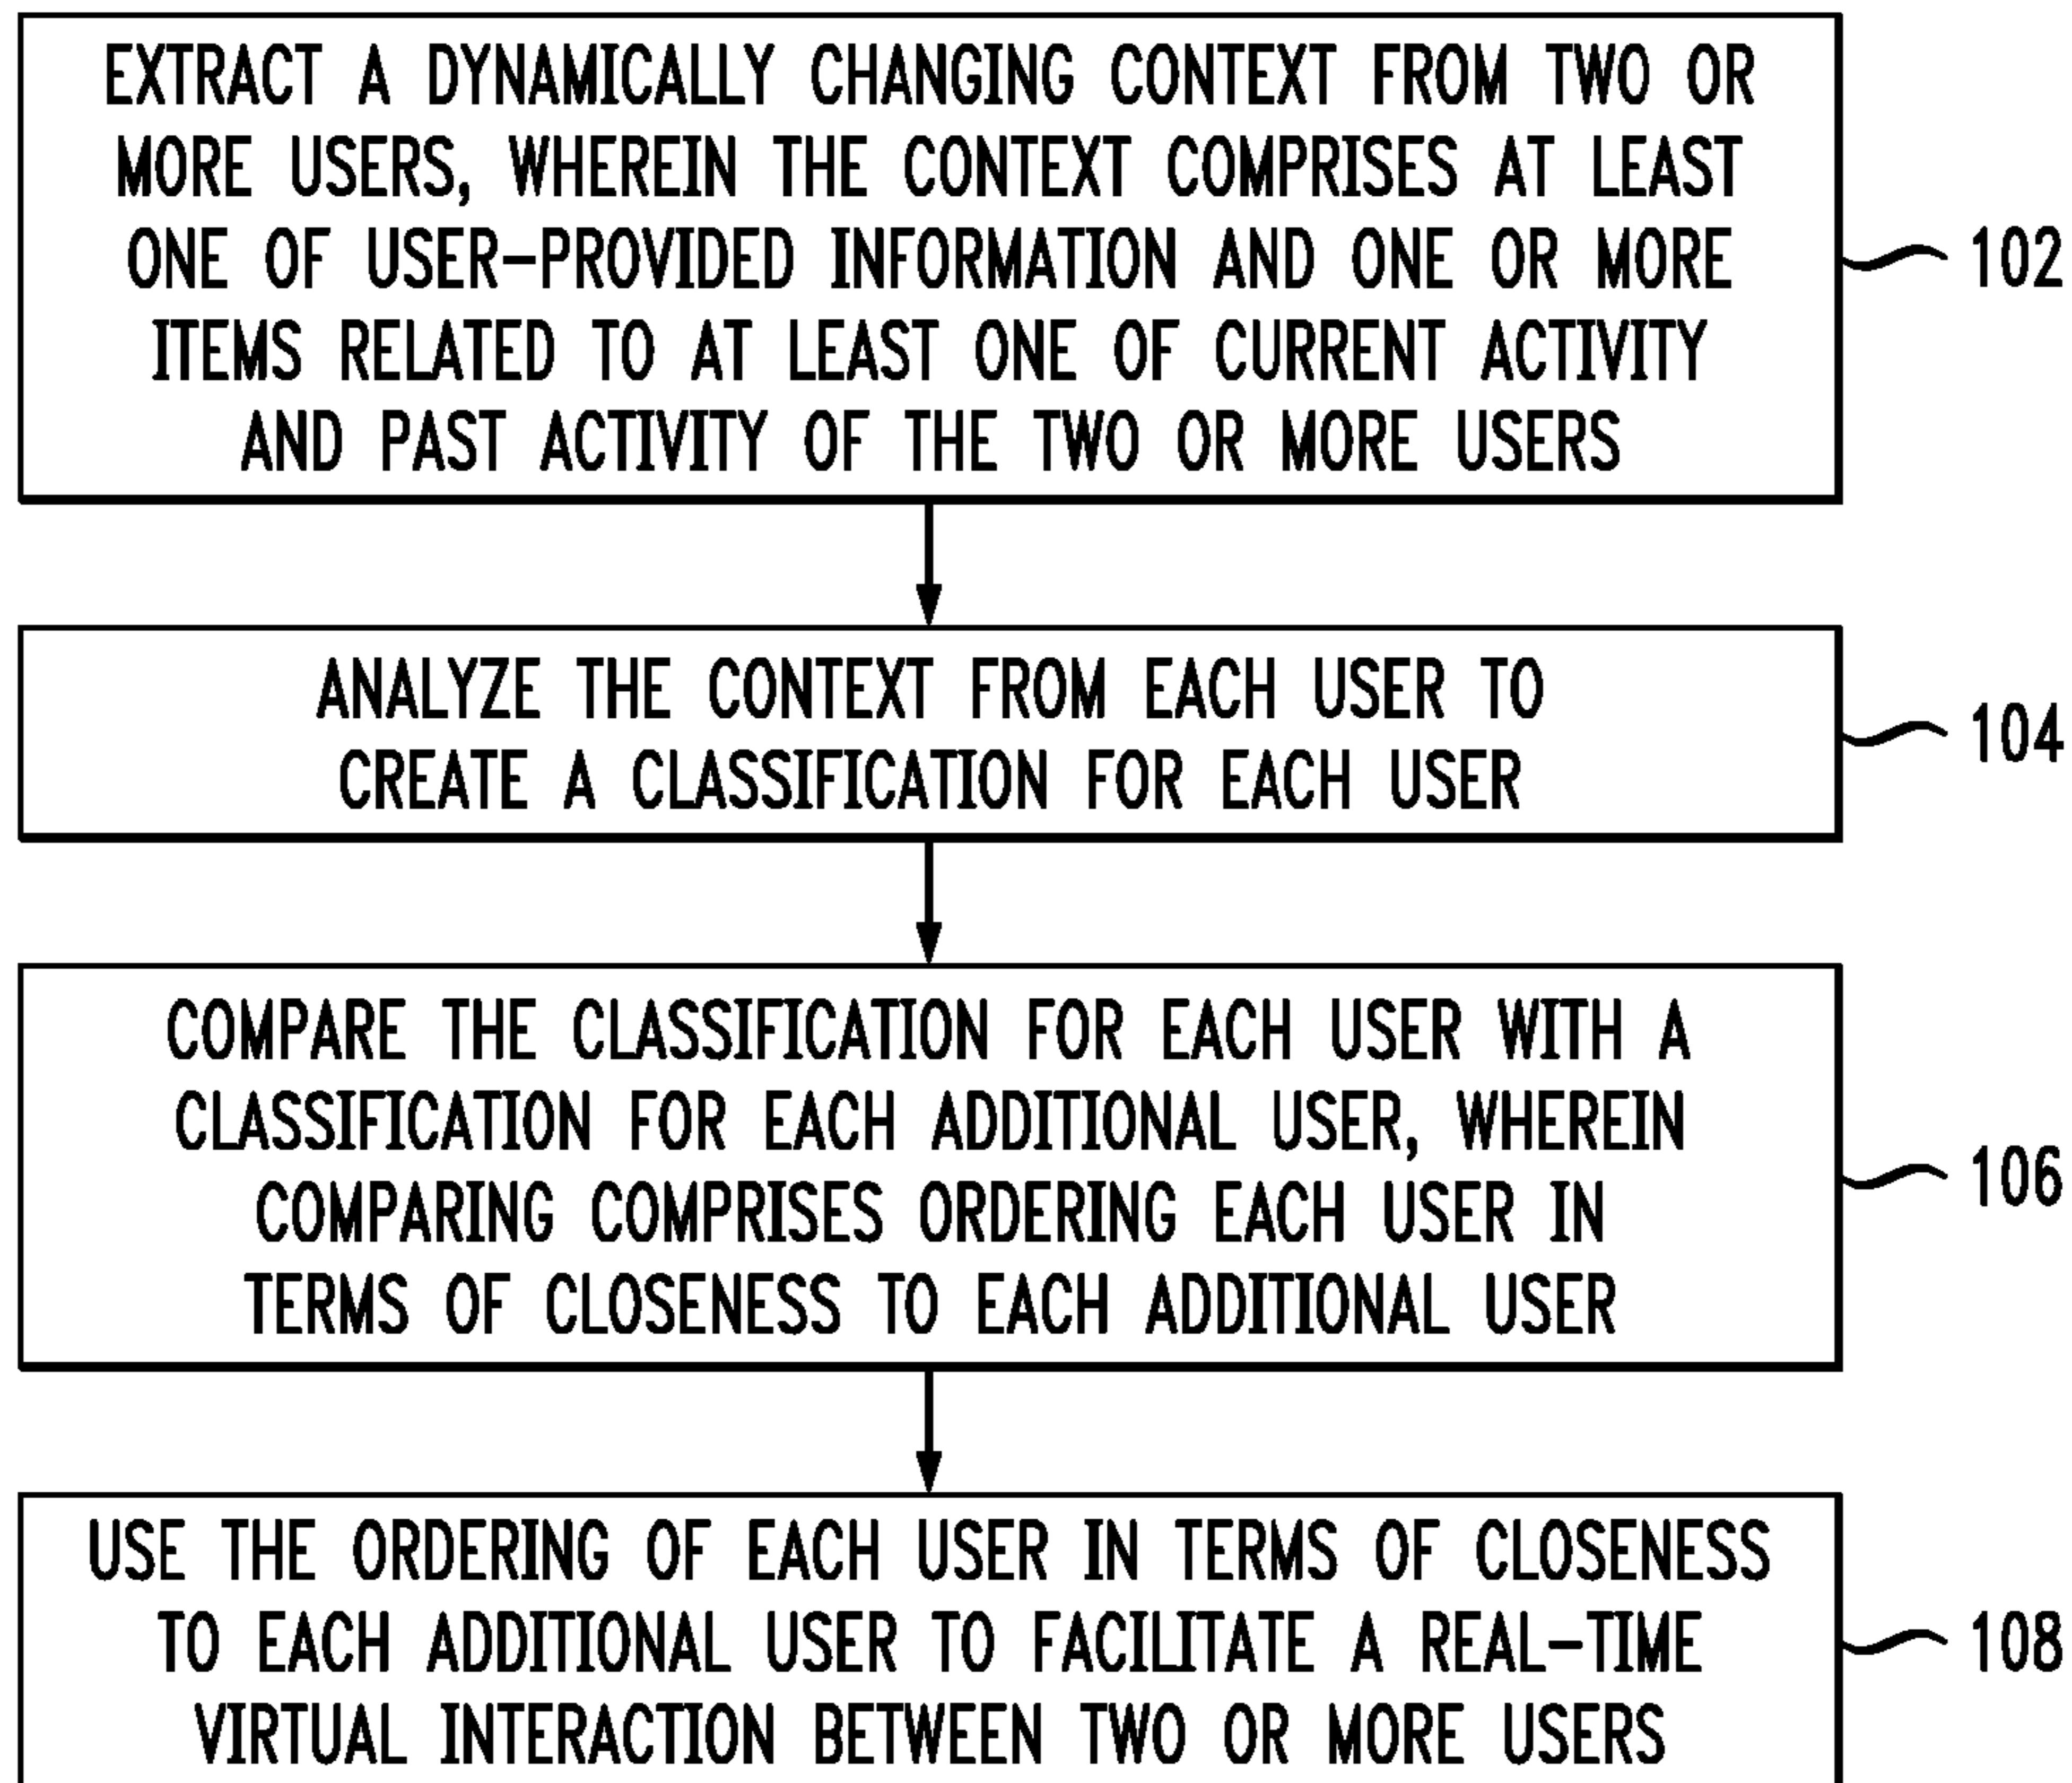 EXTRACT A DYNAMICALLY CHANGING CONTEXT FROM TWO OR
MORE USERS, WHEREIN THE CONTEXT COMPRISES AT LEAST
ONE OF USER-PROVIDED INFORMATION AND ONE OR MORE
ITEMS RELATED TO AT LEAST ONE OF CURRENT ACTIVITY
AND PAST ACTIVITY OF THE TWO OR MORE USERS
102
ANALYZE THE CONTEXT FROM EACH USER TO
CREATE A CLASSIFICATION FOR EACH USER
104
COMPARE THE CLASSIFICATION FOR EACH USER WITH A
CLASSIFICATION FOR EACH ADDITIONAL USER, WHEREIN
COMPARING COMPRISES ORDERING EACH USER IN
TERMS OF CLOSENESS TO EACH ADDITIONAL USER
106
USE THE ORDERING OF EACH USER IN TERMS OF CLOSENESS
TO EACH ADDITIONAL USER TO FACILITATE A REAL-TIME
VIRTUAL INTERACTION BETWEEN TWO OR MORE USERS
108